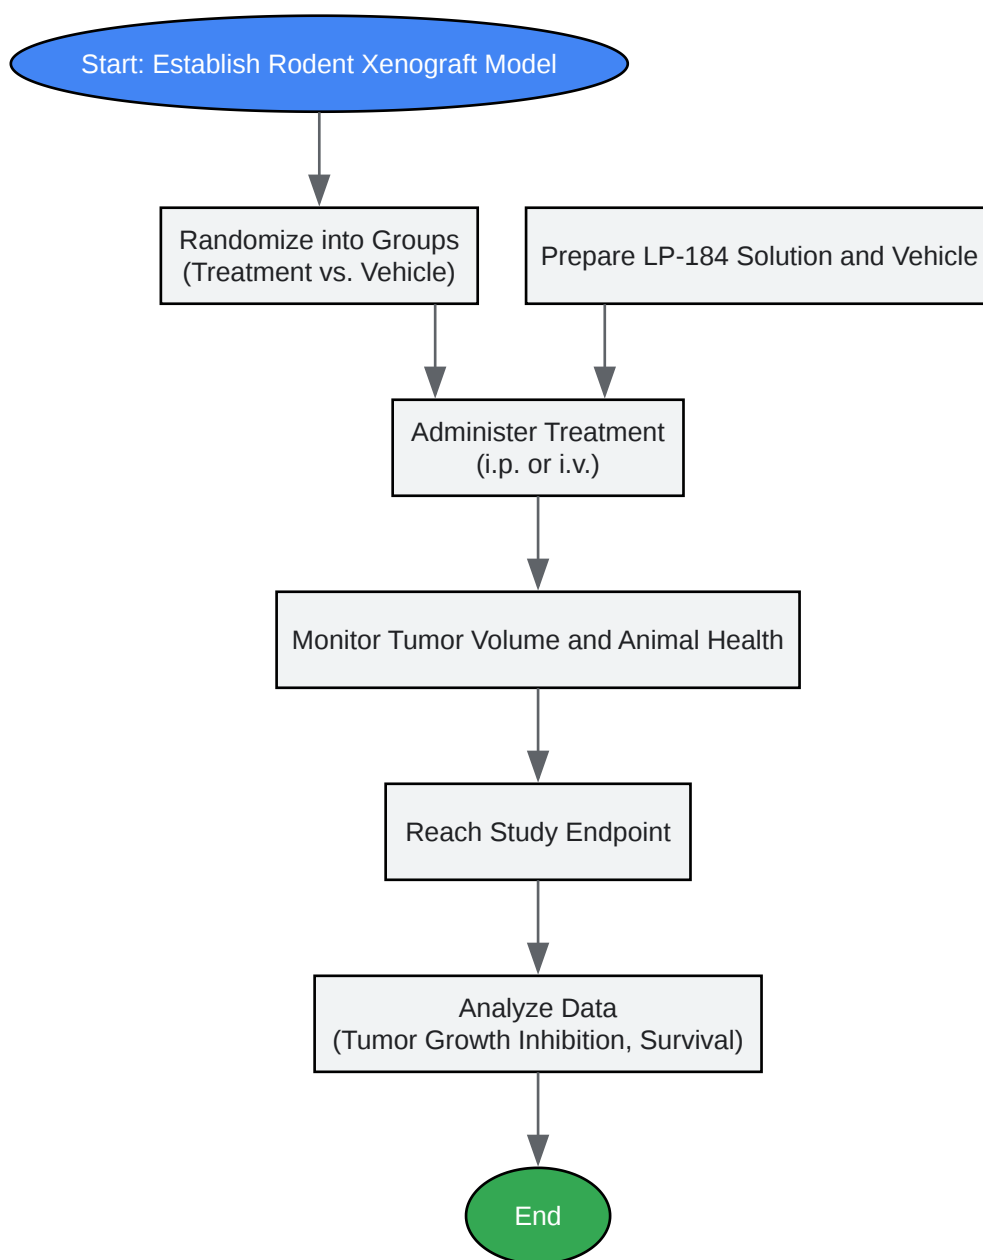 Start: Establish Rodent Xenograft Model
Randomize into Groups
(Treatment vs. Vehicle)
Prepare LP-184 Solution and Vehicle
Administer Treatment
(i.p. or i.v.)
Monitor Tumor Volume and Animal Health
Reach Study Endpoint
Analyze Data
(Tumor Growth Inhibition, Survival)
End